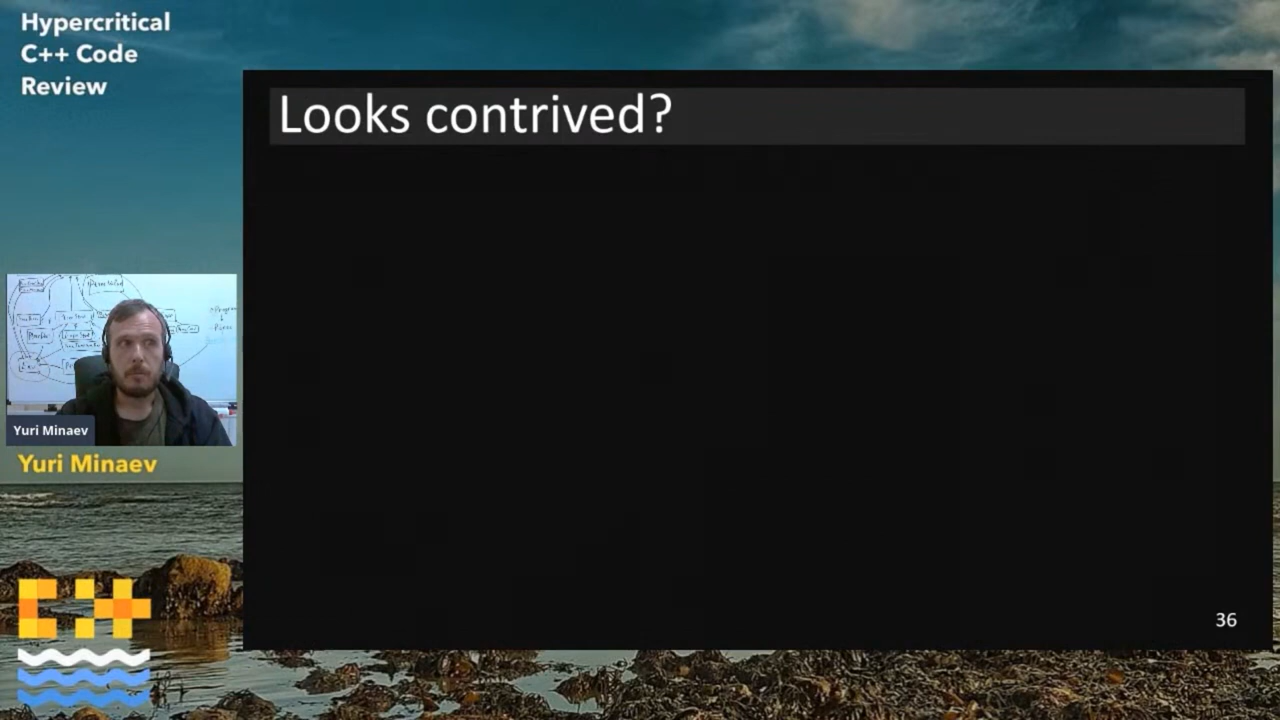 Hypercritical
C++ Code
Review
Looks contrived?
Yuri Minaev
Yuri Minaev
36